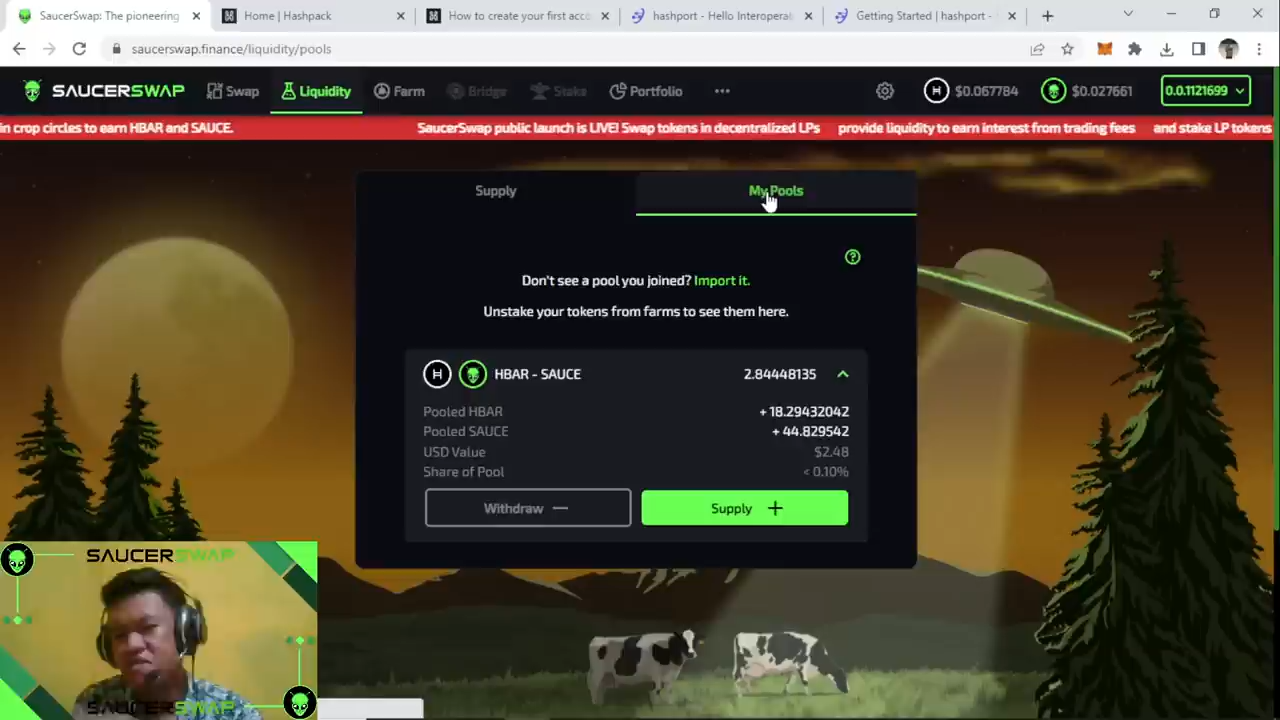 SaucerSwap: The pioneering
Home | Hashpack
How to create your first acc
hashport - Hello Interoperab
Getting Started | hashport -
saucerswap.finance/liquidity/pools
SAUCERSWAP
Swap
Liquidity
Farm
Bridge
Stake
Portfolio
$0.067784
$0.027661
0.0.1121699
in crop circles to earn HBAR and SAUCE.
SaucerSwap public launch is LIVE! Swap tokens in decentralized LPs
provide liquidity to earn interest from trading fees
and stake LP tokens
Supply
My Pools
Don't see a pool you joined? Import it.
Unstake your tokens from farms to see them here.
H
HBAR - SAUCE
2.84448135
Pooled HBAR
+ 18.29432042
Pooled SAUCE
+ 44.829542
USD Value
$2.48
Share of Pool
< 0.10%
Withdraw —
Supply +
SAUCERSWAP
SAUCERSWAP